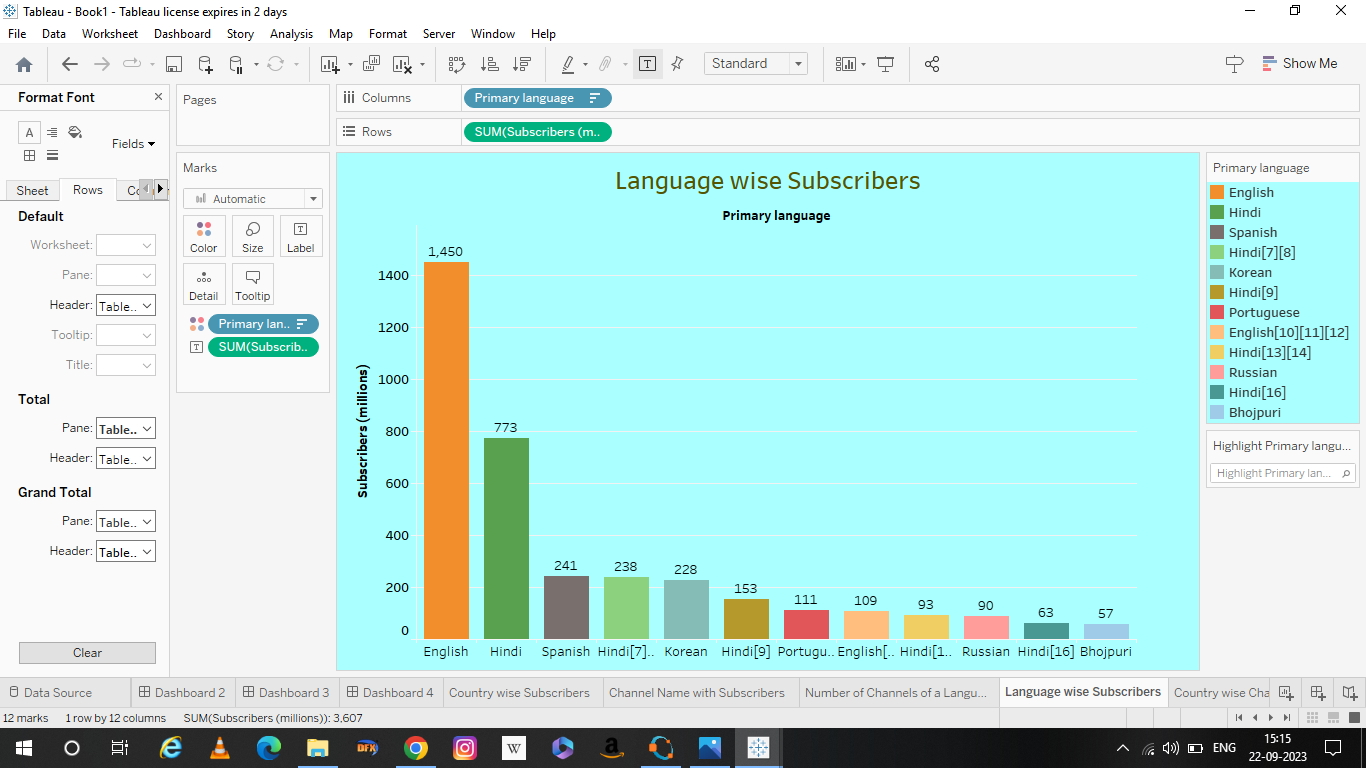 Tableau - Book1 - Tableau license expires in 2 days
File Data Worksheet Dashboard Story Analysis Map Format Server Window Help
Standard
Show Me
Format Font
Fields
Sheet Rows
Default
Worksheet:
Pane:
Header: Table..
Tooltip:
Title:
Total
Pane: Table..
Header: Table..
Grand Total
Pane: Table..
Header: Table..
Clear
Pages
Marks
Automatic
Color Size Label
Detail Tooltip
Primary lan..
SUM(Subscrib..
Columns Primary language
Rows SUM(Subscribers (m..
Language wise Subscribers
Primary language
Subscribers (millions)
1400
1200
1000
800
600
400
200
0
1,450 773 241 238 228 153 111 109 93 90 63 57
English Hindi Spanish Hindi[7].. Korean Hindi[9] Portugu.. English[.. Hindi[1.. Russian Hindi[16] Bhojpuri
Primary language
English
Hindi
Spanish
Hindi[7][8]
Korean
Hindi[9]
Portuguese
English[10][11][12]
Hindi[13][14]
Russian
Hindi[16]
Bhojpuri
Highlight Primary langu...
Highlight Primary lan...
Data Source Dashboard 2 Dashboard 3 Dashboard 4 Country wise Subscribers Channel Name with Subscribers Number of Channels of a Langu... Language wise Subscribers Country wise Cha
12 marks 1 row by 12 columns SUM(Subscribers (millions)): 3,607
DFX W a ENG 15:15
22-09-2023